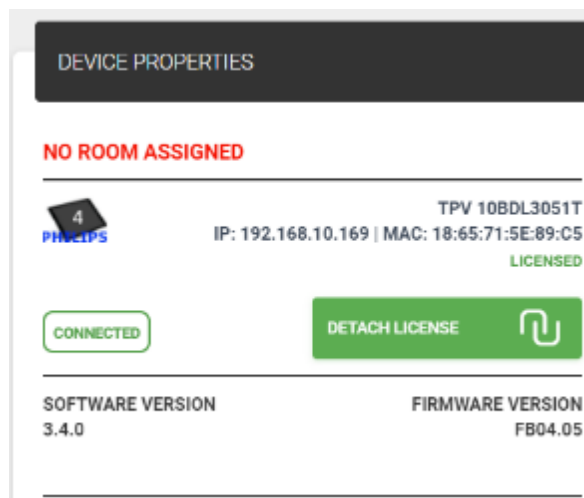 DEVICE PROPERTIES
NO ROOM ASSIGNED
4
PHILIPS
TPV 10BDL3051T
IP: 192.168.10.169 | MAC: 18:65:71:5E:89:C5
LICENSED
CONNECTED
DETACH LICENSE
SOFTWARE VERSION
3.4.0
FIRMWARE VERSION
FB04.05